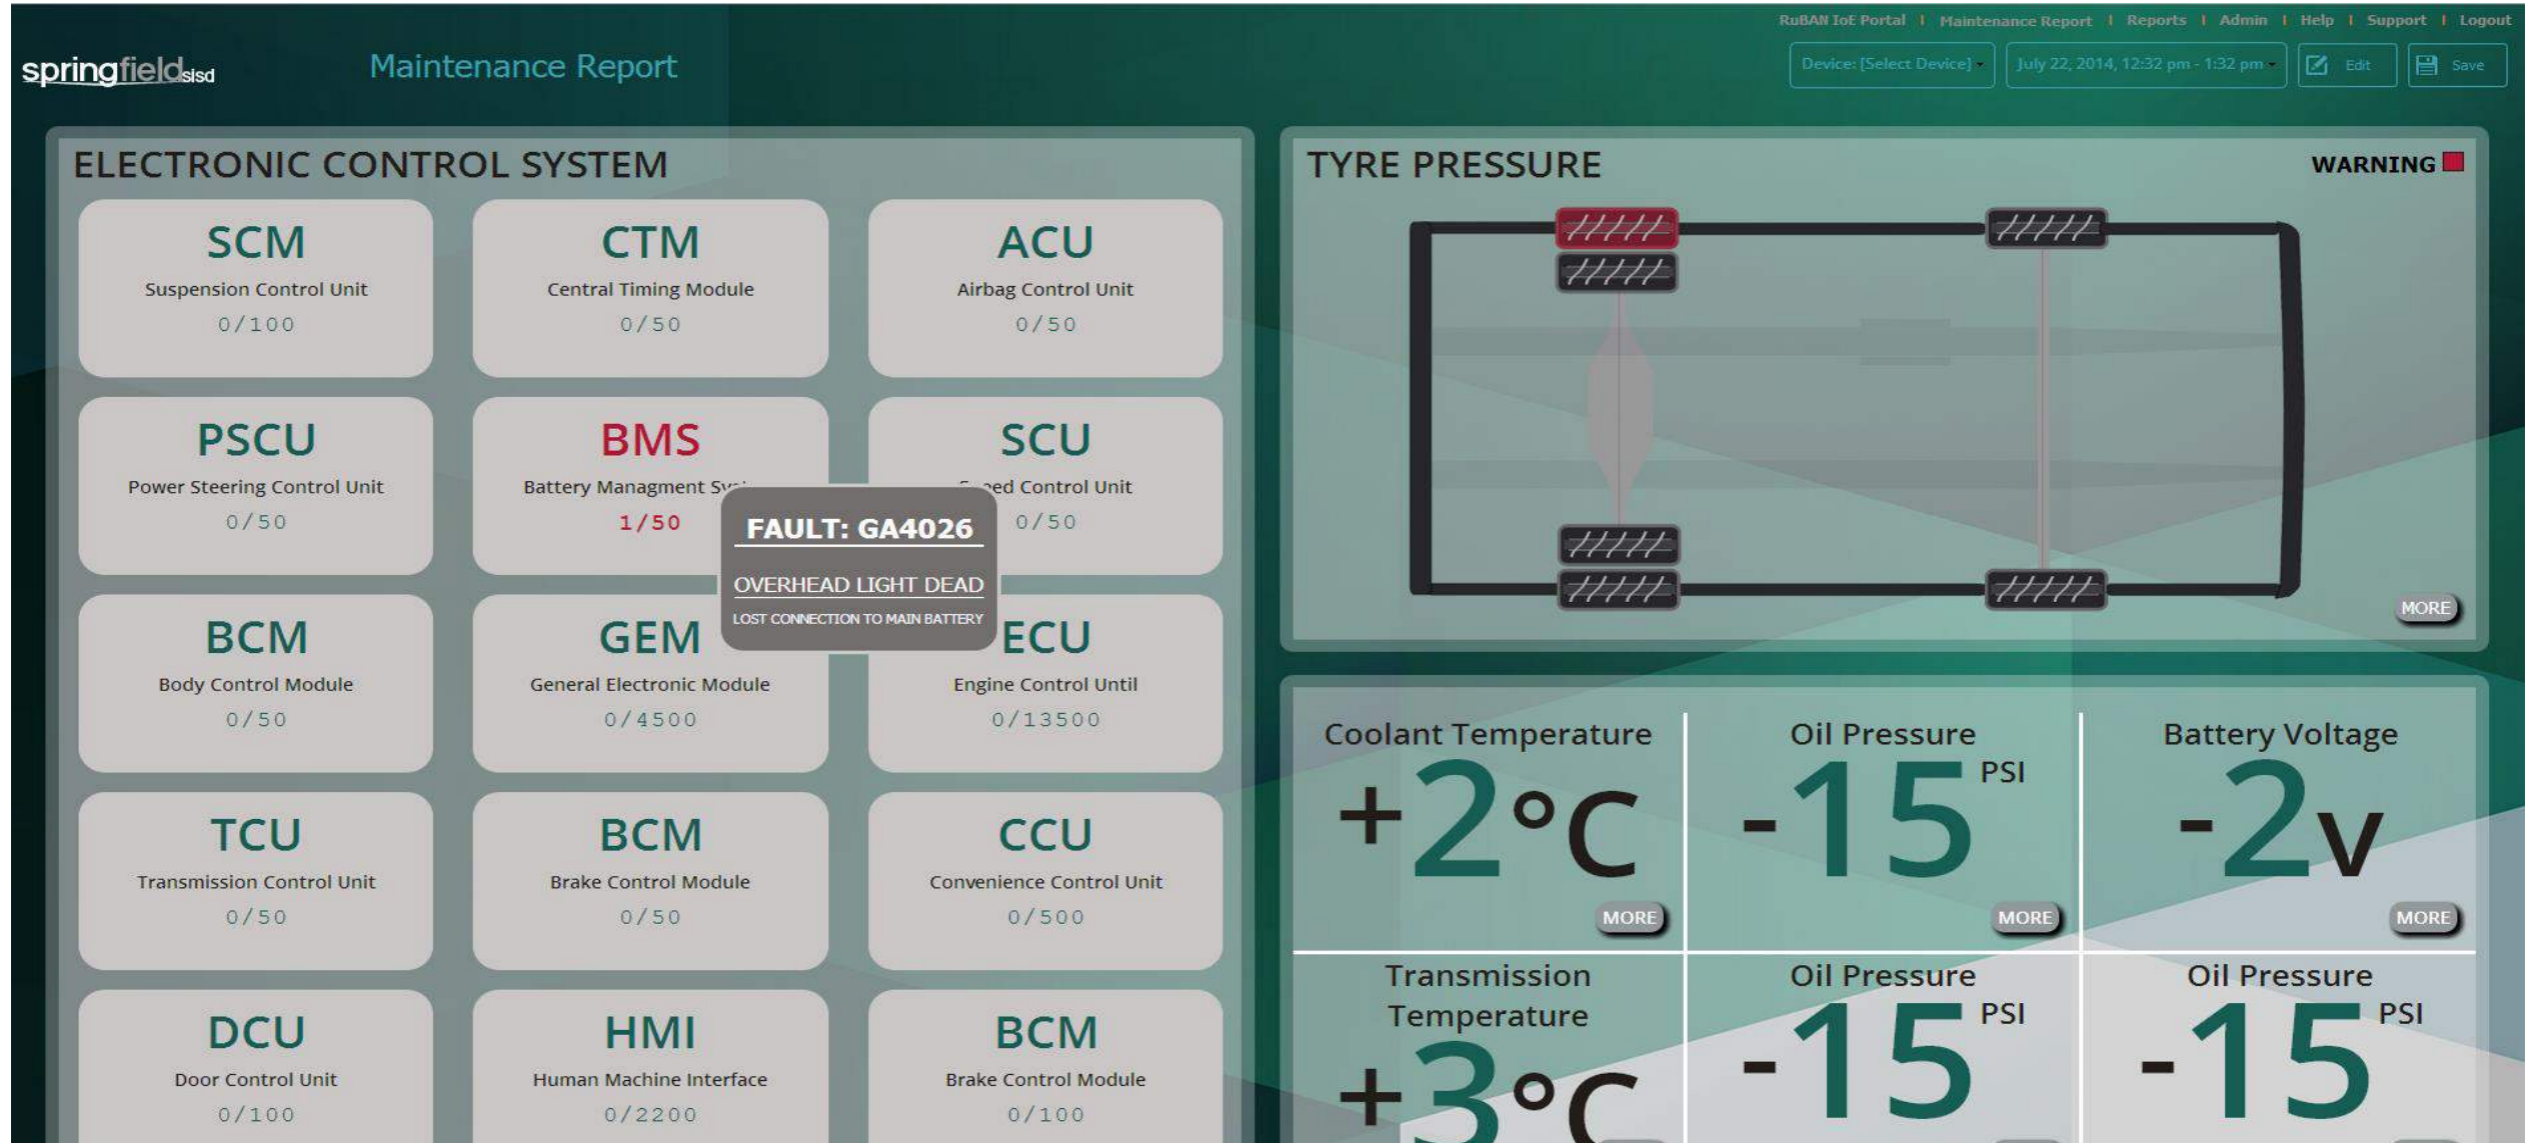 RuBAN IoE Portal | Maintenance Report | Reports | Admin | Help | Support | Logout
springfieldsisd
Maintenance Report
Device: [Select Device]
July 22, 2014, 12:32 pm - 1:32 pm
Edit
Save
ELECTRONIC CONTROL SYSTEM
SCM
Suspension Control Unit
0/100
CTM
Central Timing Module
0/50
ACU
Airbag Control Unit
0/50
PSCU
Power Steering Control Unit
0/50
BMS
Battery Managment
1/50
SCU
Control Unit
0/50
FAULT: GA4026
OVERHEAD LIGHT DEAD
LOST CONNECTION TO MAIN BATTERY
BCM
Body Control Module
0/50
GEM
General Electronic Module
0/4500
ECU
Engine Control Until
0/13500
TCU
Transmission Control Unit
0/50
BCM
Brake Control Module
0/50
CCU
Convenience Control Unit
0/500
DCU
Door Control Unit
0/100
HMI
Human Machine Interface
0/2200
BCM
Brake Control Module
0/100
TYRE PRESSURE
WARNING
MORE
Coolant Temperature
+2°C
MORE
Oil Pressure
-15 PSI
MORE
Battery Voltage
-2v
MORE
Transmission
Temperature
+3°C
Oil Pressure
-15 PSI
Oil Pressure
-15 PSI